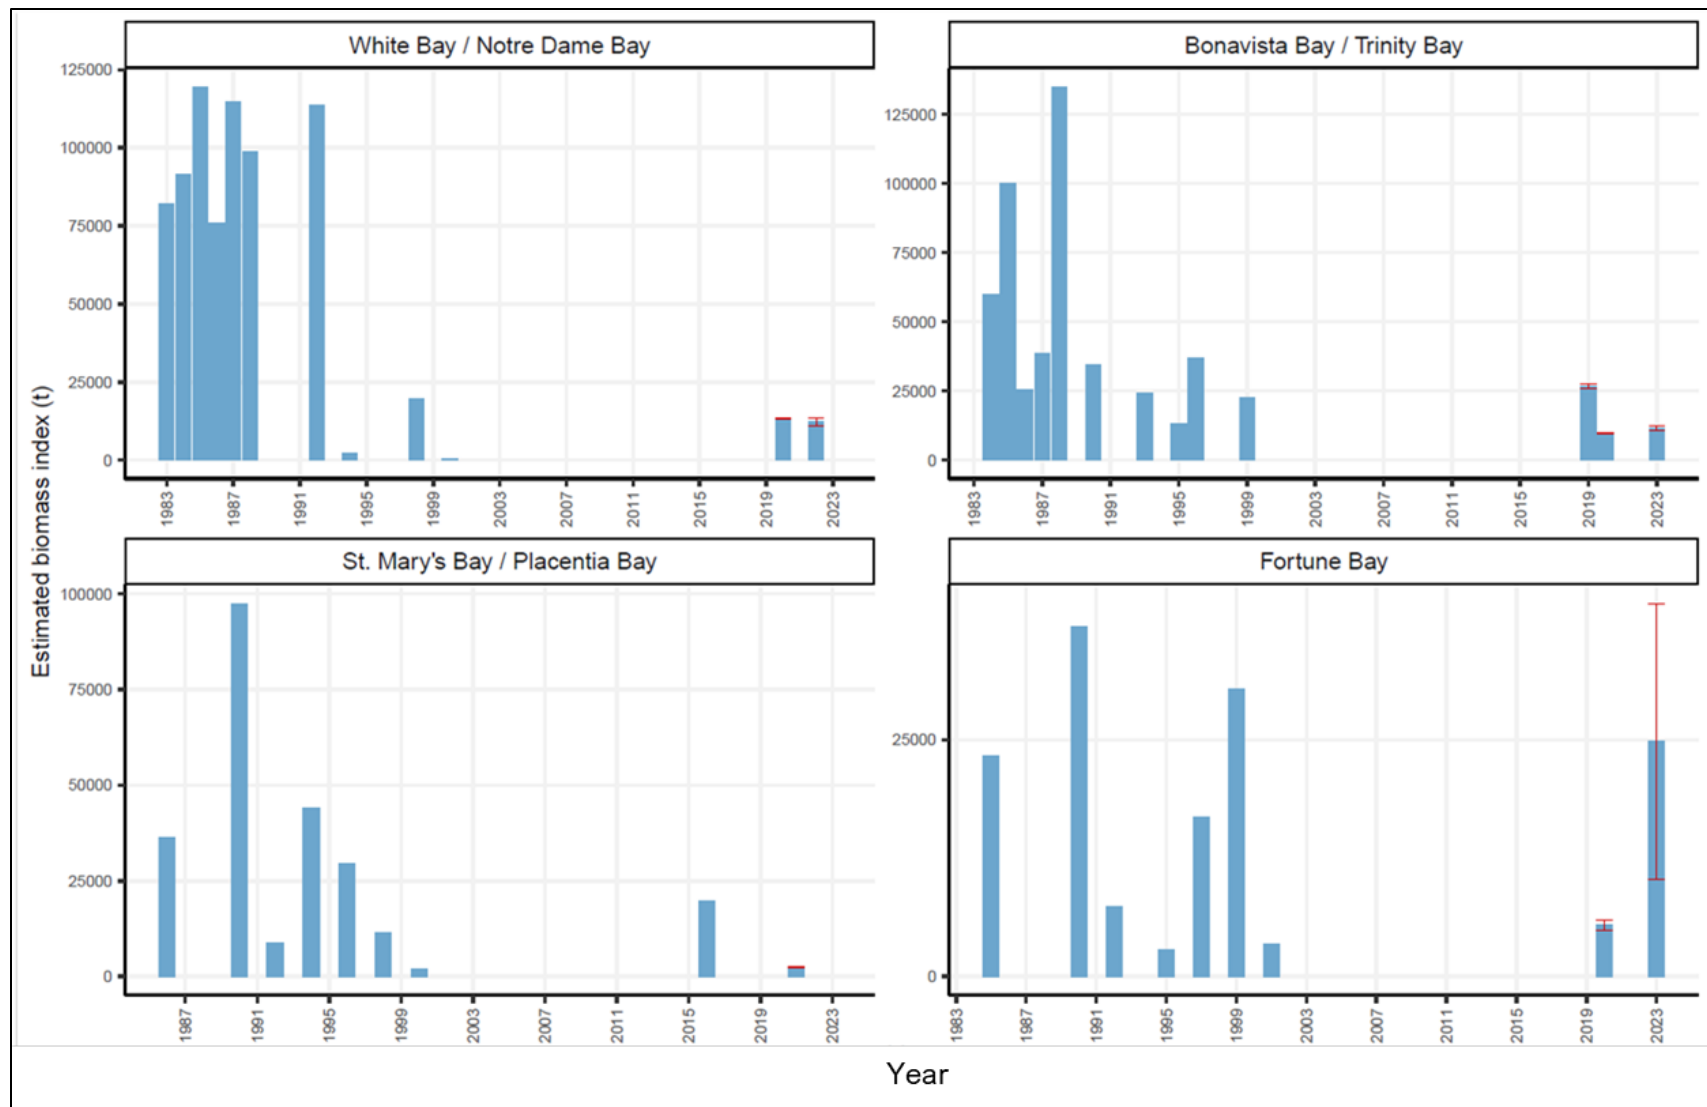 White Bay / Notre Dame Bay
Bonavista Bay / Trinity Bay
Estimated biomass index (t)
125000
100000
75000
50000
25000
0
1983 1987 1991 1995 1999 2003 2007 2011 2015 2019 2023
125000
100000
75000
50000
25000
0
1983 1987 1991 1995 1999 2003 2007 2011 2015 2019 2023
St. Mary's Bay / Placentia Bay
Fortune Bay
100000
75000
50000
25000
0
1987 1991 1995 1999 2003 2007 2011 2015 2019 2023
25000
0
1983 1987 1991 1995 1999 2003 2007 2011 2015 2019 2023
Year